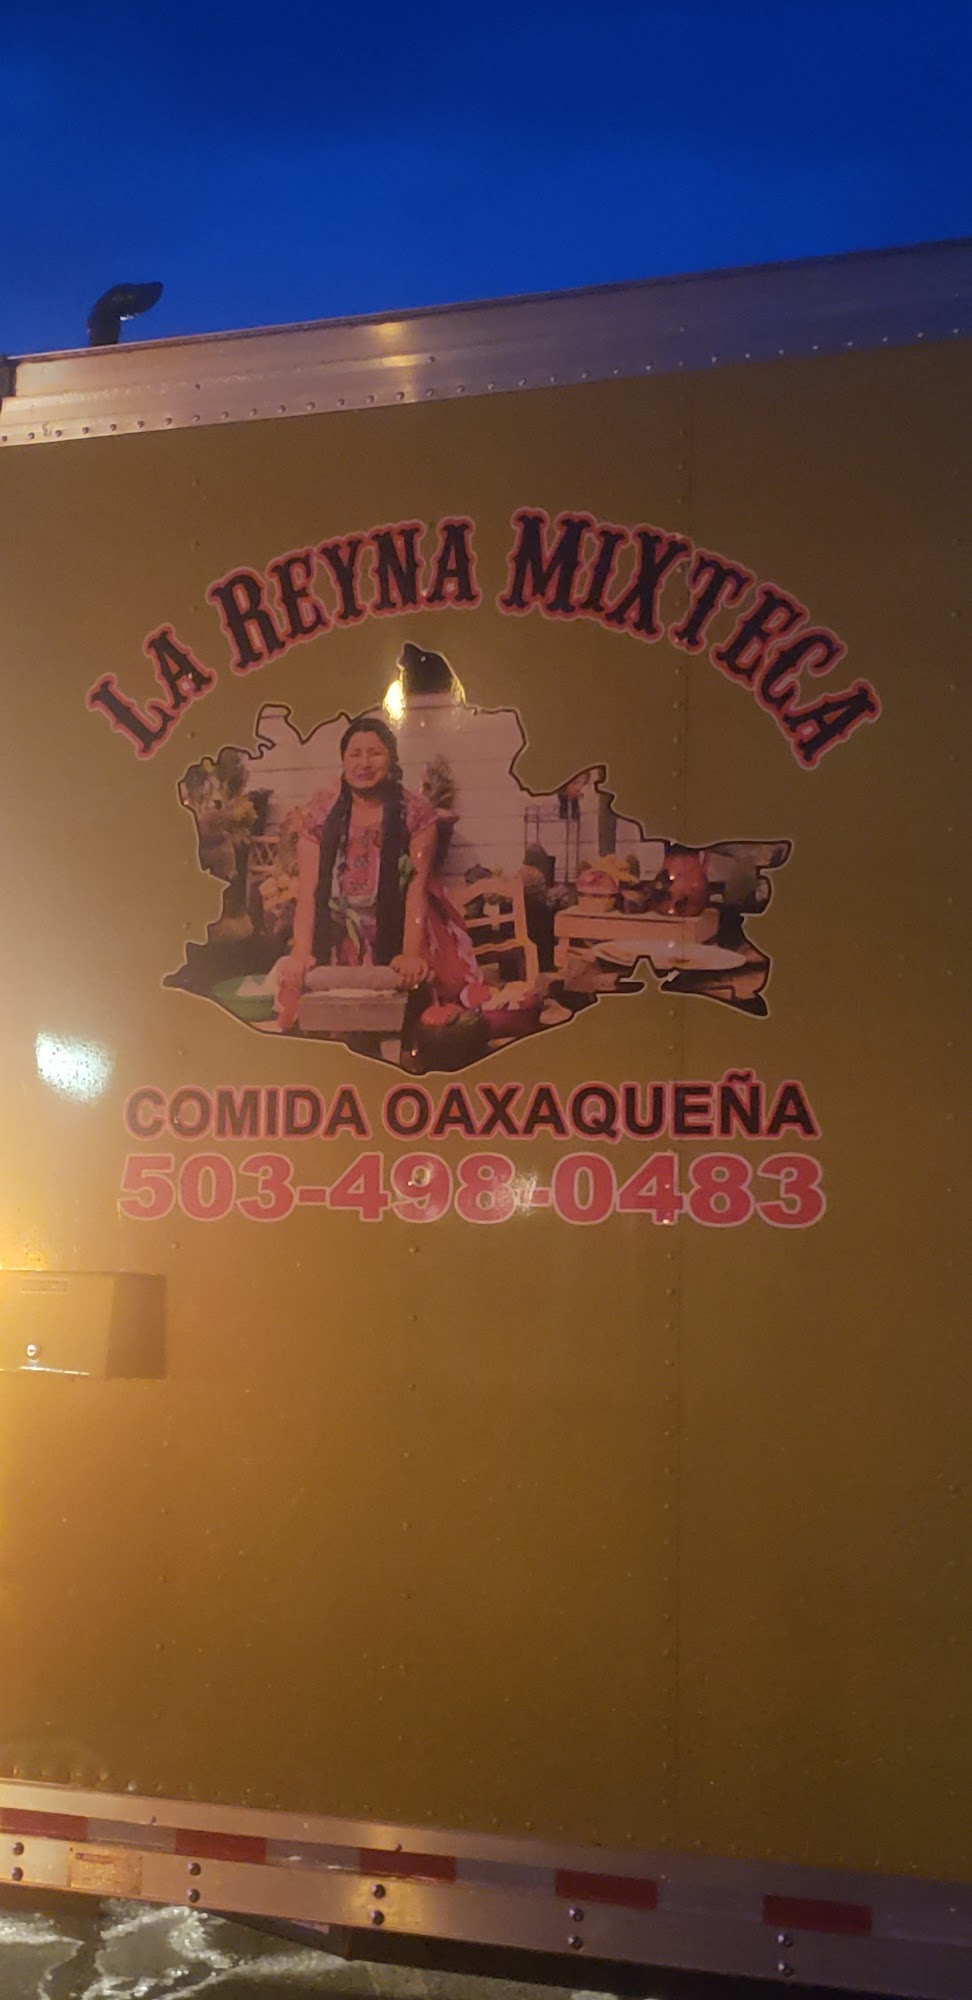 LA REYNA MIXTECA
COMIDA OAXAQUEÑA
503-498-0483